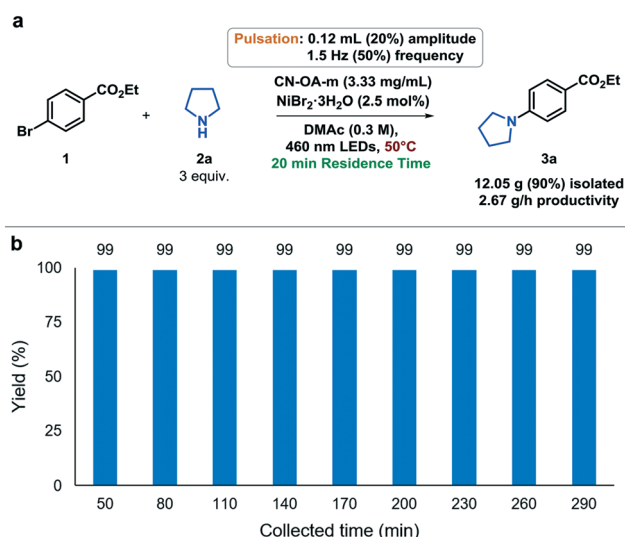 a
Pulsation: 0.12 mL (20%) amplitude
1.5 Hz (50%) frequency
CN-OA-m (3.33 mg/mL)
NiBr2·3H2O (2.5 mol%)
DMAc (0.3 M),
460 nm LEDs, 50°C
20 min Residence Time
CO2Et
Br
1
+
N
H
2a
3 equiv.
CO2Et
N
3a
12.05 g (90%) isolated
2.67 g/h productivity
b
99 99 99 99 99 99 99 99 99
Yield (%)
100
75
50
25
0
50 80 110 140 170 200 230 260 290
Collected time (min)